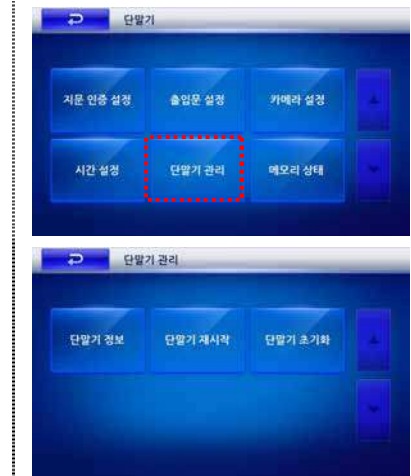 단말기
지문 인증 설정 출입문 설정 카메라 설정
시간 설정 단말기 관리 메모리 상태
단말기 관리
단말기 정보 단말기 재시작 단말기 초기화